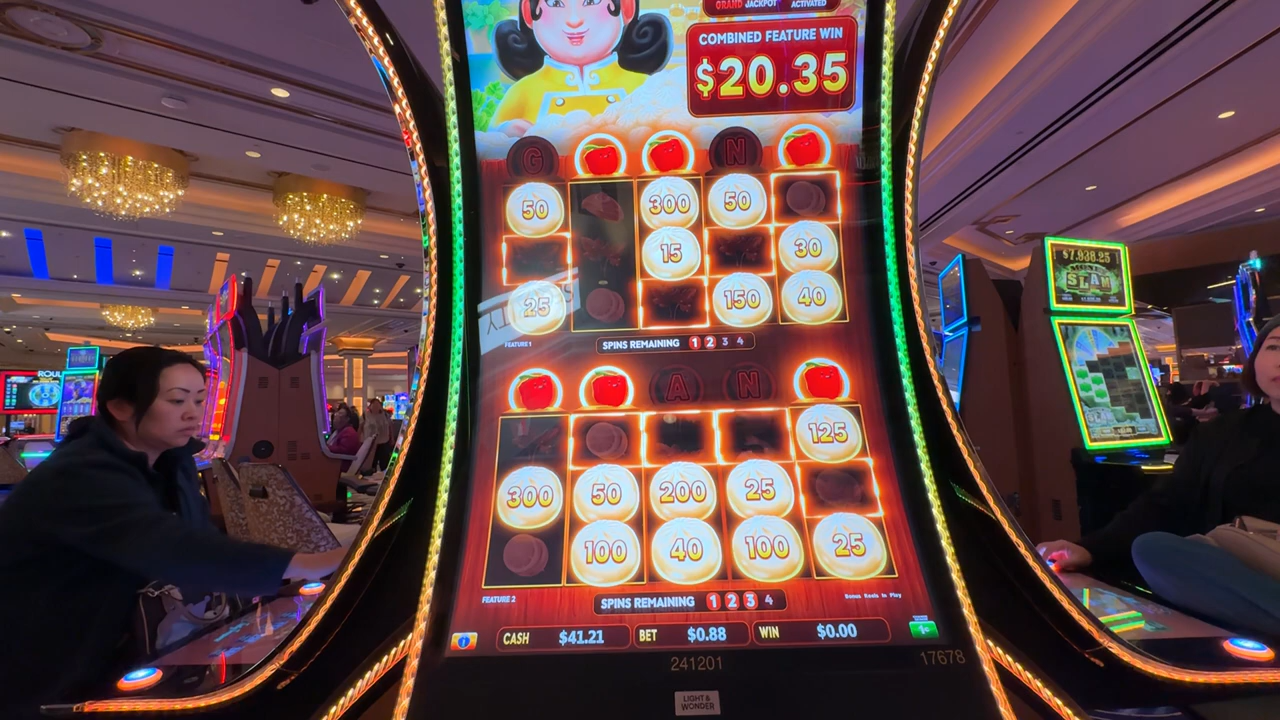 GRAND JACKPOT ACTIVATED
COMBINED FEATURE WIN
$20.35
G N
50 300 50
15 30
25 150 40
FEATURE 1
SPINS REMAINING 1 2 3 4
A N
125
300 50 200 25
100 40 100 25
FEATURE 2
SPINS REMAINING 1 2 3 4
Bonus Reels In Play
CASH $41.21 BET $0.88 WIN $0.00
1¢
241201
17678
LIGHT &
WONDER
$7,938.25
SLAM
ROUL